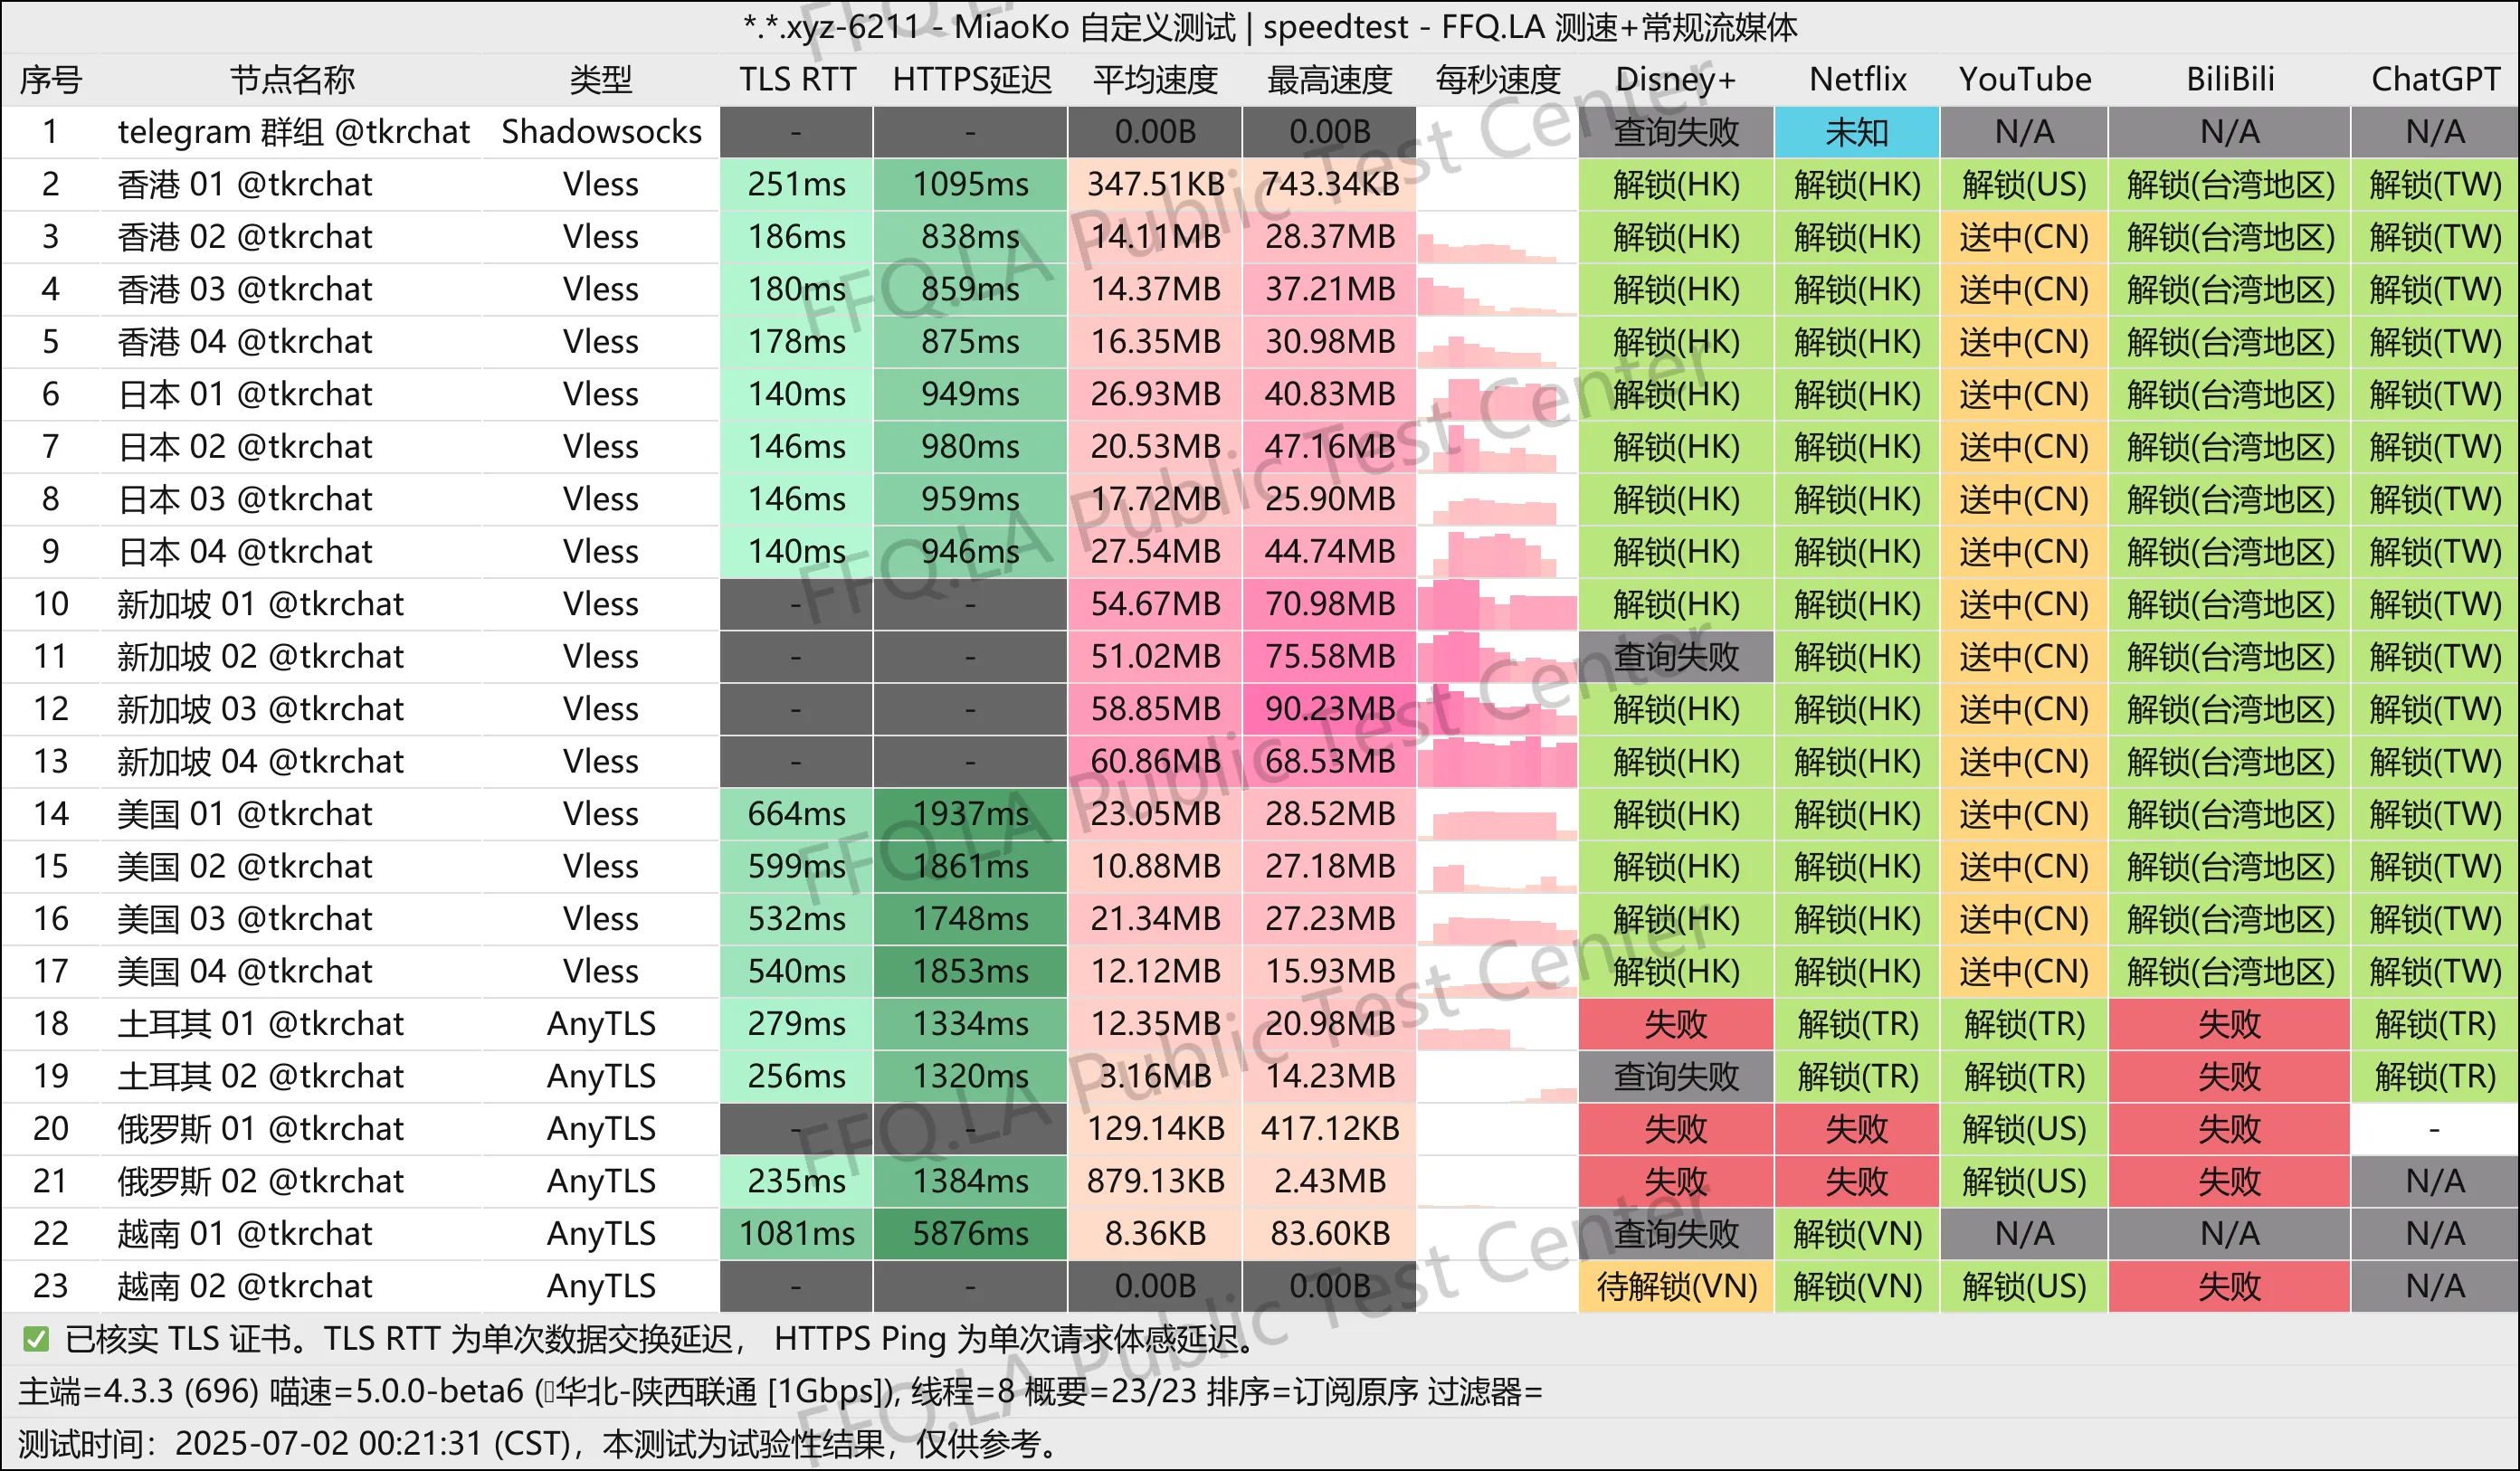 *.*.xyz-6211 - MiaoKo 自定义测试 | speedtest - FFQ.LA 测速+常规流媒体
序号 节点名称 类型 TLS RTT HTTPS延迟 平均速度 最高速度 每秒速度 Disney+ Netflix YouTube BiliBili ChatGPT
1 telegram 群组 @tkrchat Shadowsocks - - 0.00B 0.00B 查询失败 未知 N/A N/A N/A
2 香港 01 @tkrchat Vless 251ms 1095ms 347.51KB 743.34KB 解锁(HK) 解锁(HK) 解锁(US) 解锁(台湾地区) 解锁(TW)
3 香港 02 @tkrchat Vless 186ms 838ms 14.11MB 28.37MB 解锁(HK) 解锁(HK) 送中(CN) 解锁(台湾地区) 解锁(TW)
4 香港 03 @tkrchat Vless 180ms 859ms 14.37MB 37.21MB 解锁(HK) 解锁(HK) 送中(CN) 解锁(台湾地区) 解锁(TW)
5 香港 04 @tkrchat Vless 178ms 875ms 16.35MB 30.98MB 解锁(HK) 解锁(HK) 送中(CN) 解锁(台湾地区) 解锁(TW)
6 日本 01 @tkrchat Vless 140ms 949ms 26.93MB 40.83MB 解锁(HK) 解锁(HK) 送中(CN) 解锁(台湾地区) 解锁(TW)
7 日本 02 @tkrchat Vless 146ms 980ms 20.53MB 47.16MB 解锁(HK) 解锁(HK) 送中(CN) 解锁(台湾地区) 解锁(TW)
8 日本 03 @tkrchat Vless 146ms 959ms 17.72MB 25.90MB 解锁(HK) 解锁(HK) 送中(CN) 解锁(台湾地区) 解锁(TW)
9 日本 04 @tkrchat Vless 140ms 946ms 27.54MB 44.74MB 解锁(HK) 解锁(HK) 送中(CN) 解锁(台湾地区) 解锁(TW)
10 新加坡 01 @tkrchat Vless - - 54.67MB 70.98MB 解锁(HK) 解锁(HK) 送中(CN) 解锁(台湾地区) 解锁(TW)
11 新加坡 02 @tkrchat Vless - - 51.02MB 75.58MB 查询失败 解锁(HK) 送中(CN) 解锁(台湾地区) 解锁(TW)
12 新加坡 03 @tkrchat Vless - - 58.85MB 90.23MB 解锁(HK) 解锁(HK) 送中(CN) 解锁(台湾地区) 解锁(TW)
13 新加坡 04 @tkrchat Vless - - 60.86MB 68.53MB 解锁(HK) 解锁(HK) 送中(CN) 解锁(台湾地区) 解锁(TW)
14 美国 01 @tkrchat Vless 664ms 1937ms 23.05MB 28.52MB 解锁(HK) 解锁(HK) 送中(CN) 解锁(台湾地区) 解锁(TW)
15 美国 02 @tkrchat Vless 599ms 1861ms 10.88MB 27.18MB 解锁(HK) 解锁(HK) 送中(CN) 解锁(台湾地区) 解锁(TW)
16 美国 03 @tkrchat Vless 532ms 1748ms 21.34MB 27.23MB 解锁(HK) 解锁(HK) 送中(CN) 解锁(台湾地区) 解锁(TW)
17 美国 04 @tkrchat Vless 540ms 1853ms 12.12MB 15.93MB 解锁(HK) 解锁(HK) 送中(CN) 解锁(台湾地区) 解锁(TW)
18 土耳其 01 @tkrchat AnyTLS 279ms 1334ms 12.35MB 20.98MB 失败 解锁(TR) 解锁(TR) 失败 解锁(TR)
19 土耳其 02 @tkrchat AnyTLS 256ms 1320ms 3.16MB 14.23MB 查询失败 解锁(TR) 解锁(TR) 失败 解锁(TR)
20 俄罗斯 01 @tkrchat AnyTLS - - 129.14KB 417.12KB 失败 失败 解锁(US) 失败 -
21 俄罗斯 02 @tkrchat AnyTLS 235ms 1384ms 879.13KB 2.43MB 失败 失败 解锁(US) 失败 N/A
22 越南 01 @tkrchat AnyTLS 1081ms 5876ms 8.36KB 83.60KB 查询失败 解锁(VN) N/A N/A N/A
23 越南 02 @tkrchat AnyTLS - - 0.00B 0.00B 待解锁(VN) 解锁(VN) 解锁(US) 失败 N/A
✅ 已核实 TLS 证书。TLS RTT 为单次数据交换延迟， HTTPS Ping 为单次请求体感延迟。
主端=4.3.3 (696) 喵速=5.0.0-beta6 (华北-陕西联通 [1Gbps]), 线程=8 概要=23/23 排序=订阅原序 过滤器=
测试时间：2025-07-02 00:21:31 (CST)，本测试为试验性结果，仅供参考。
FFQ.LA Public Test Center
FFQ.LA Public Test Center
FFQ.LA Public Test Center
FFQ.LA Public Test Center
FFQ.LA Public Test Center